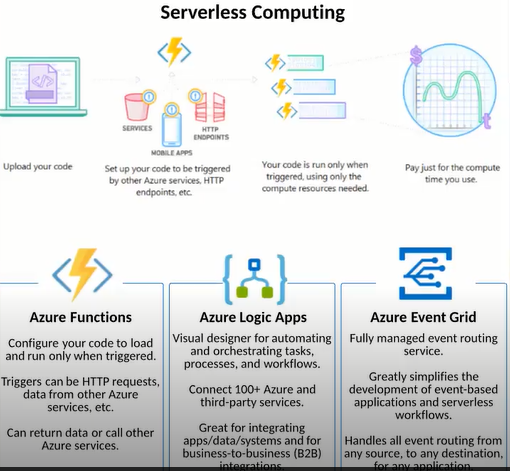 Serverless Computing
$
t
SERVICES
HTTP
ENDPOINTS
MOBILE APPS
Upload your code
Set up your code to be triggered
by other Azure services, HTTP
endpoints, etc.
Your code is run only when
triggered, using only the
compute resources needed.
Pay just for the compute
time you use.
Azure Functions
Configure your code to load
and run only when triggered.
Triggers can be HTTP requests,
data from other Azure
services, etc.
Can return data or call other
Azure services.
Azure Logic Apps
Visual designer for automating
and orchestrating tasks,
processes, and workflows.
Connect 100+ Azure and
third-party services.
Great for integrating
apps/data/systems and for
business-to-business (B2B)
integrations.
Azure Event Grid
Fully managed event routing
service.
Greatly simplifies the
development of event-based
applications and serverless
workflows.
Handles all event routing from
any source, to any destination,
for any application.